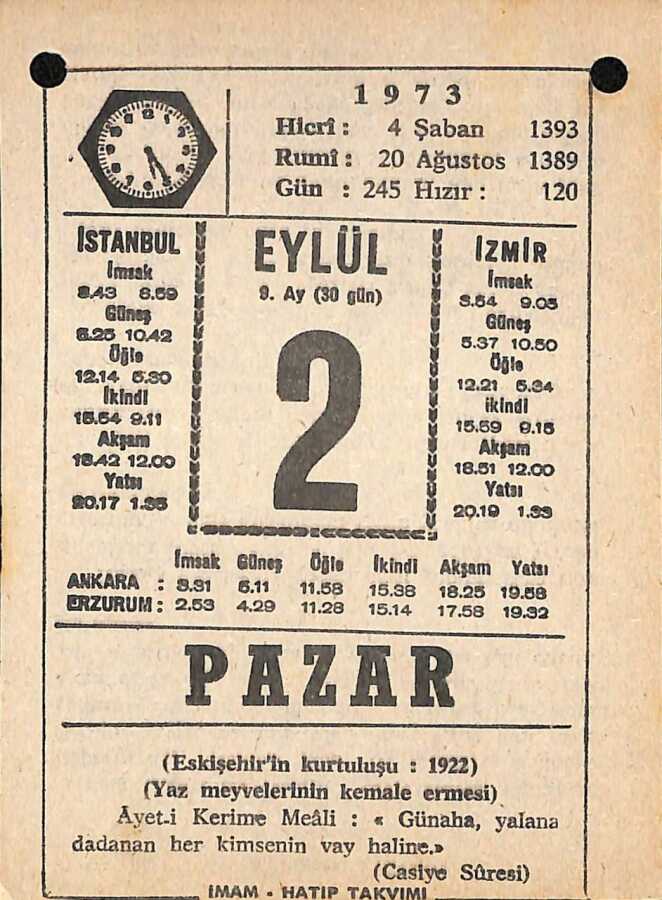 1973
Hicrî : 4 Şaban 1393
Rumî : 20 Ağustos 1389
Gün : 245 Hızır : 120
İSTANBUL
İmsak
3.43 8.59
Güneş
5.25 10.42
Öğle
12.14 5.30
İkindi
15.54 9.11
Akşam
18.42 12.00
Yatsı
20.17 1.35
EYLÜL
9. Ay (30 gün)
2
İZMİR
İmsak
3.54 9.03
Güneş
5.37 10.50
Öğle
12.21 5.34
İkindi
15.59 9.15
Akşam
18.51 12.00
Yatsı
20.19 1.33
İmsak Güneş Öğle İkindi Akşam Yatsı
ANKARA : 3.31 5.11 11.58 15.38 18.25 19.58
ERZURUM : 2.53 4.29 11.28 15.14 17.58 19.32
PAZAR
(Eskişehir'in kurtuluşu : 1922)
(Yaz meyvelerinin kemale ermesi)
Âyet-i Kerime Meâli : « Günaha, yalana
dadanan her kimsenin vay haline.»
(Casiye Sûresi)
İMAM - HATİP TAKVİMİ